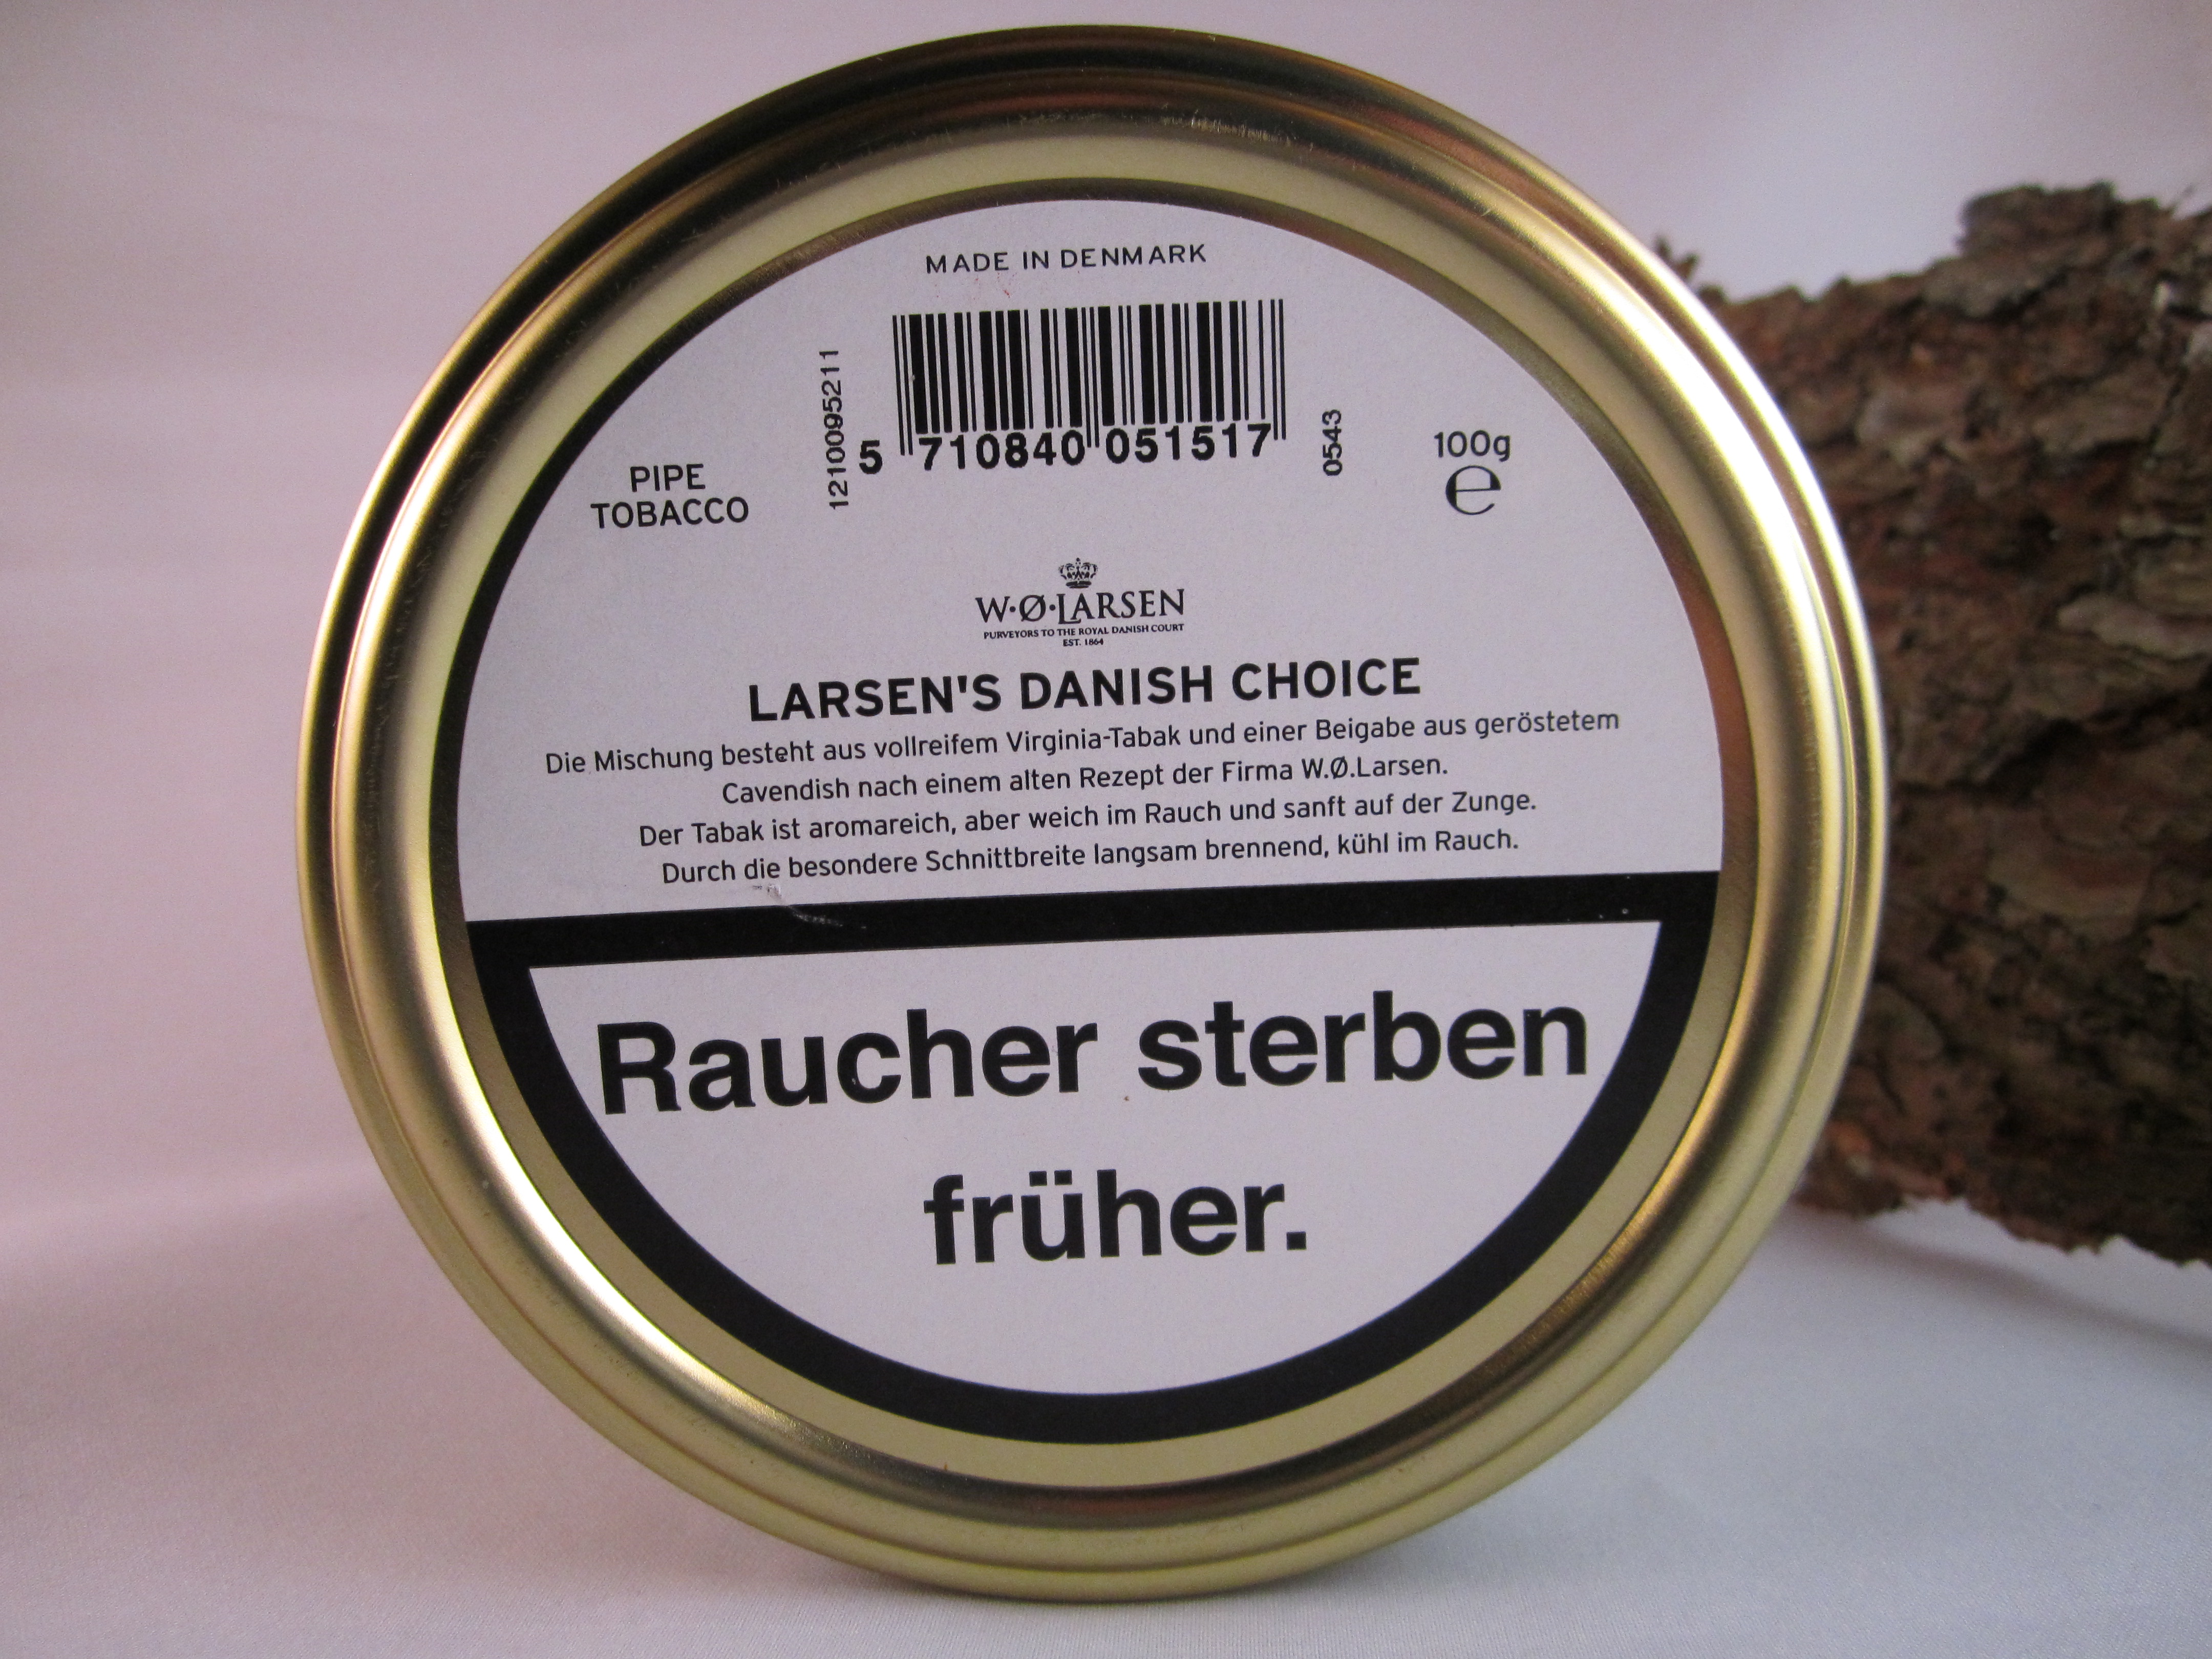 MADE IN DENMARK
1210095211
5 710840 051517
0543
PIPE
TOBACCO
100g
e
W·Ø·LARSEN
PURVEYORS TO THE ROYAL DANISH COURT
EST. 1864
LARSEN'S DANISH CHOICE
Die Mischung besteht aus vollreifem Virginia-Tabak und einer Beigabe aus geröstetem
Cavendish nach einem alten Rezept der Firma W.Ø.Larsen.
Der Tabak ist aromareich, aber weich im Rauch und sanft auf der Zunge.
Durch die besondere Schnittbreite langsam brennend, kühl im Rauch.
Raucher sterben
früher.